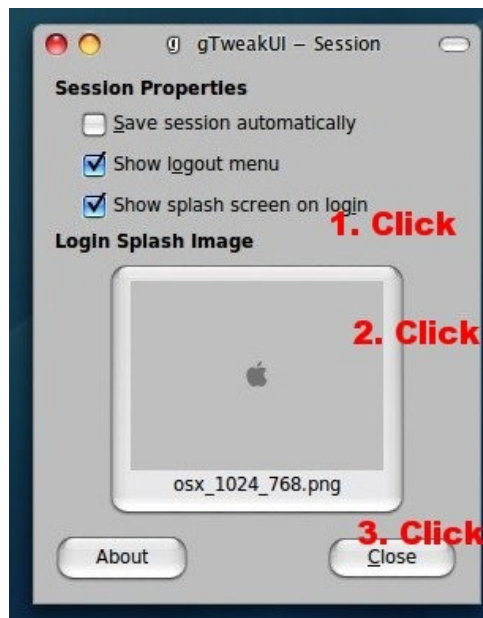 gTweakUI – Session
Session Properties
Save session automatically
Show logout menu
Show splash screen on login
1. Click
Login Splash Image
2. Click
osx_1024_768.png
3. Click
About
Close